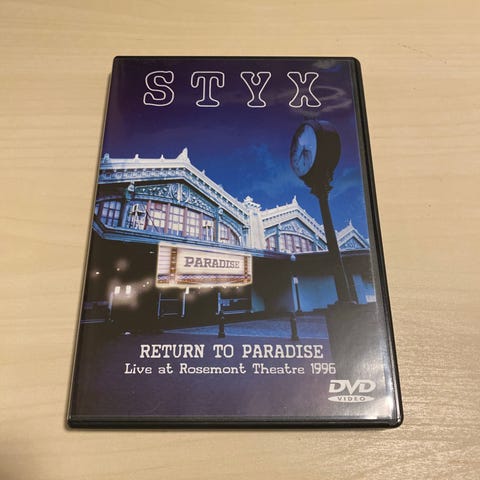 STYX
PARADISE
RETURN TO PARADISE
Live at Rosemont Theatre 1996
DVD
VIDEO